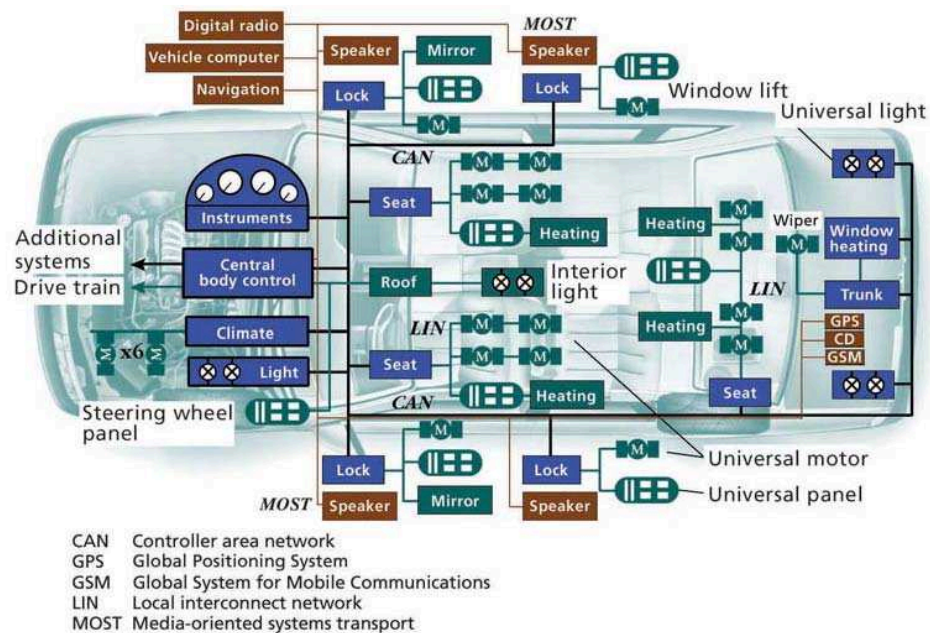 Digital radio
MOST
Vehicle computer
Speaker
Mirror
Speaker
Navigation
Lock
Lock
Window lift
M
M
Universal light
CAN
M M
Instruments
Seat
M M
Heating
Heating
M
Wiper
M
Window heating
Additional systems
Central body control
M
Drive train
Roof
Interior light
LIN
Trunk
Climate
LIN
M M
Heating
GPS
M x6 M
M M
M
CD
Light
Seat
GSM
Steering wheel panel
CAN
Heating
Seat
M
Lock
Lock
M
Universal motor
MOST
Speaker
Mirror
Speaker
Universal panel
CAN Controller area network
GPS Global Positioning System
GSM Global System for Mobile Communications
LIN Local interconnect network
MOST Media-oriented systems transport